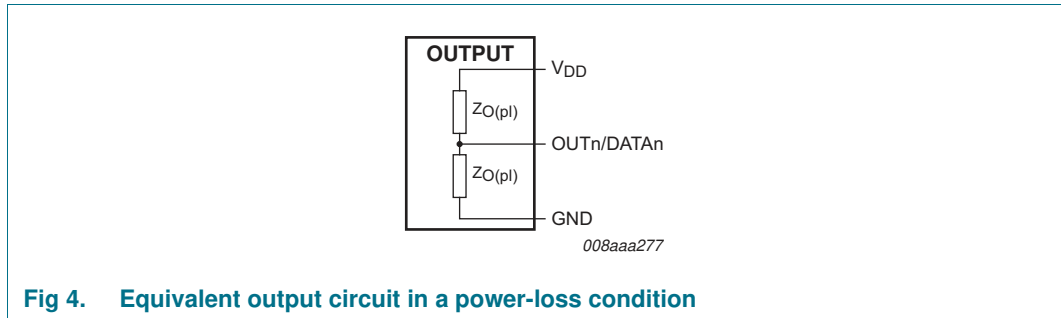 OUTPUT
VDD
ZO(pl)
OUTn/DATAn
ZO(pl)
GND
008aaa277
Fig 4. Equivalent output circuit in a power-loss condition